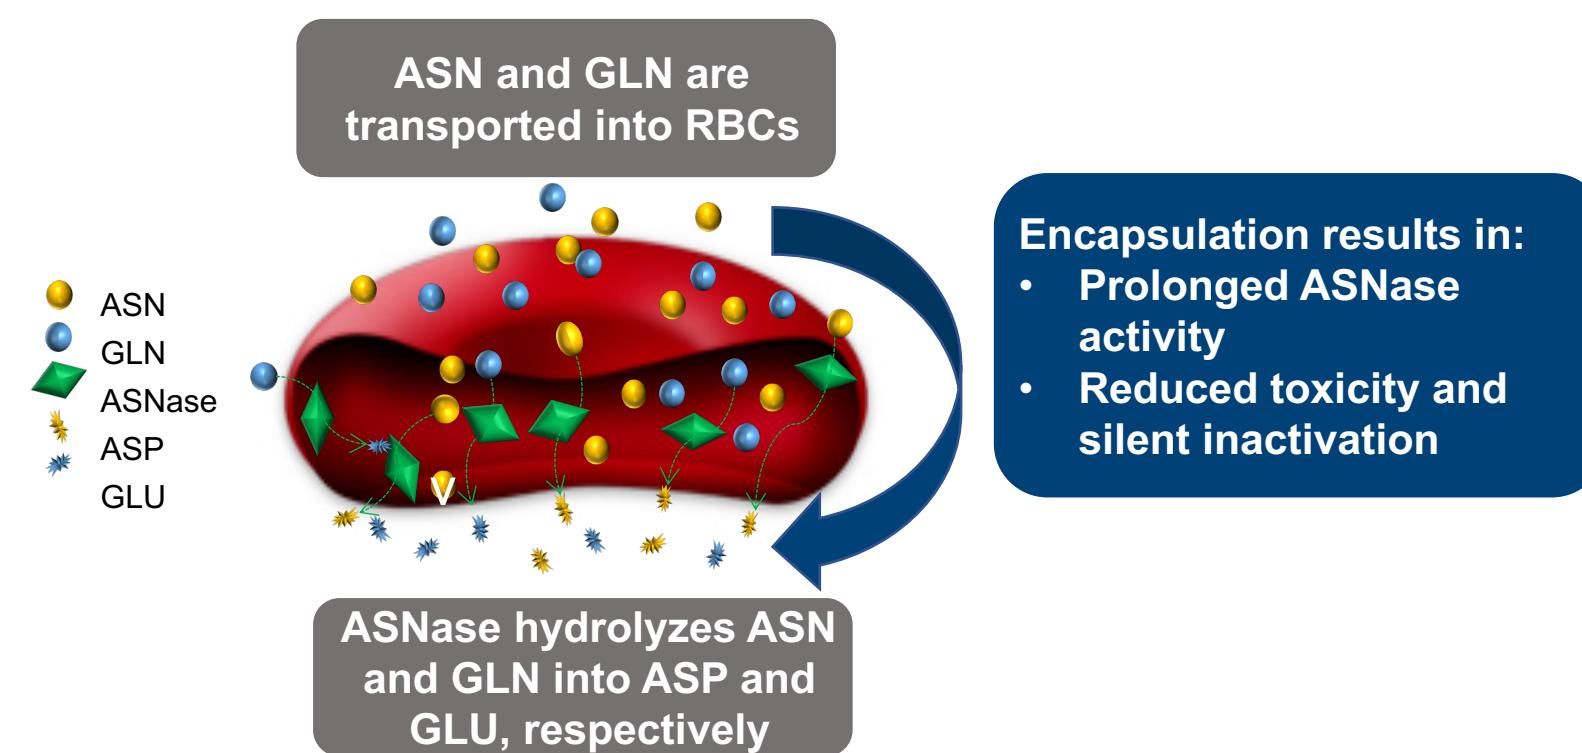 ASN and GLN are
transported into RBCs
ASN
GLN
ASNase
ASP
GLU
V
Encapsulation results in:
• Prolonged ASNase
activity
• Reduced toxicity and
silent inactivation
ASNase hydrolyzes ASN
and GLN into ASP and
GLU, respectively